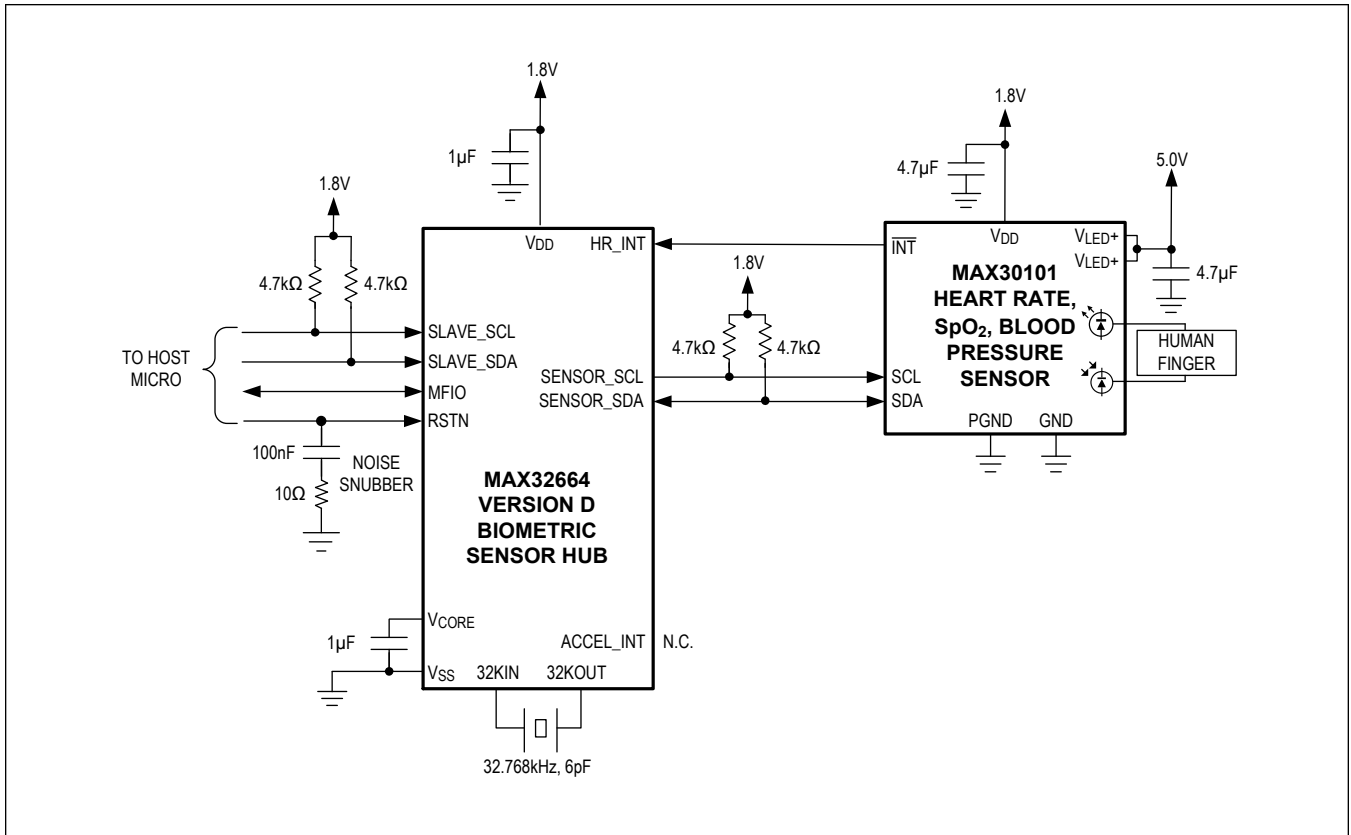 1.8V
1µF
1.8V
4.7kΩ
4.7kΩ
TO HOST
MICRO
SLAVE_SCL
SLAVE_SDA
MFIO
RSTN
100nF
NOISE
SNUBBER
10Ω
VDD
HR_INT
SENSOR_SCL
SENSOR_SDA
MAX32664
VERSION D
BIOMETRIC
SENSOR HUB
VCORE
1µF
VSS
32KIN
32KOUT
ACCEL_INT
N.C.
32.768kHz, 6pF
1.8V
4.7kΩ
4.7kΩ
1.8V
4.7µF
5.0V
4.7µF
INT
VDD
VLED+
VLED+
MAX30101
HEART RATE,
SpO₂, BLOOD
PRESSURE
SENSOR
SCL
SDA
PGND
GND
HUMAN
FINGER